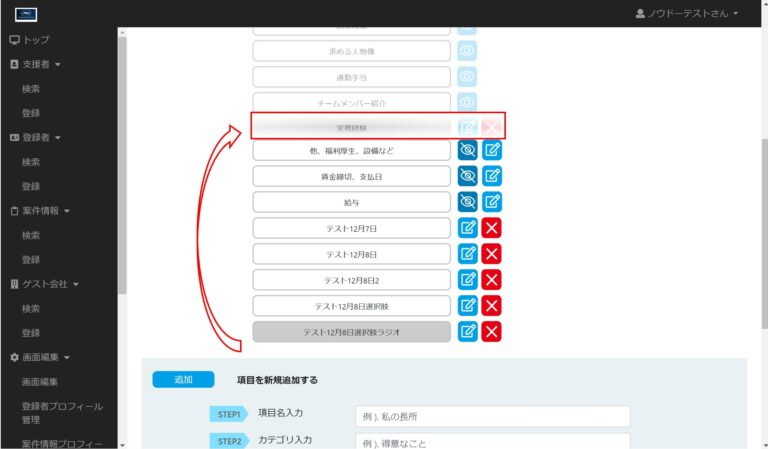 ノウドーテストさん
トップ
支援者
検索
登録
登録者
検索
登録
案件情報
検索
登録
ゲスト会社
検索
登録
画面編集
画面編集
登録者プロフィール
管理
案件情報プロフィー
求める人物像
通勤手当
チームメンバー紹介
実務経験
他、福利厚生、設備など
賃金締切、支払日
給与
テスト12月7日
テスト12月8日
テスト12月8日2
テスト12月8日選択肢
テスト12月8日選択肢ラジオ
追加
項目を新規追加する
STEP1 項目名入力 例 ). 私の長所
STEP2 カテゴリ入力 例 ). 得意なこと